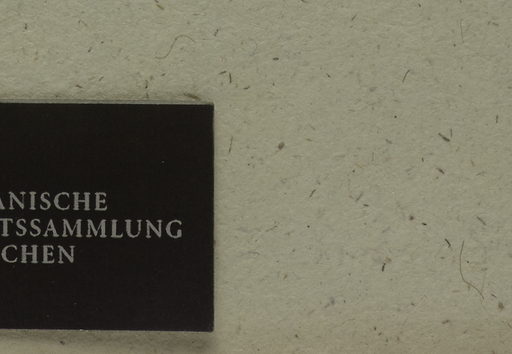 ANISCHE
TSSAMMLUNG
CHEN